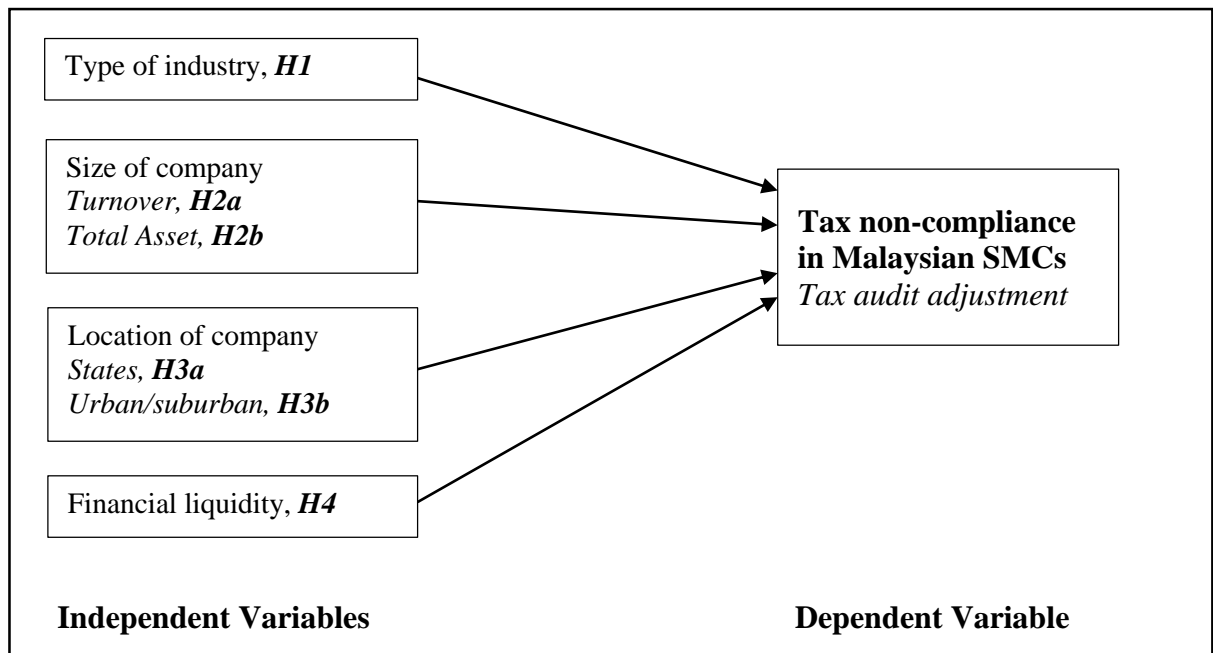 Type of industry, H1
Size of company
Turnover, H2a
Total Asset, H2b
Location of company
States, H3a
Urban/suburban, H3b
Financial liquidity, H4
Tax non-compliance
in Malaysian SMCs
Tax audit adjustment
Independent Variables
Dependent Variable